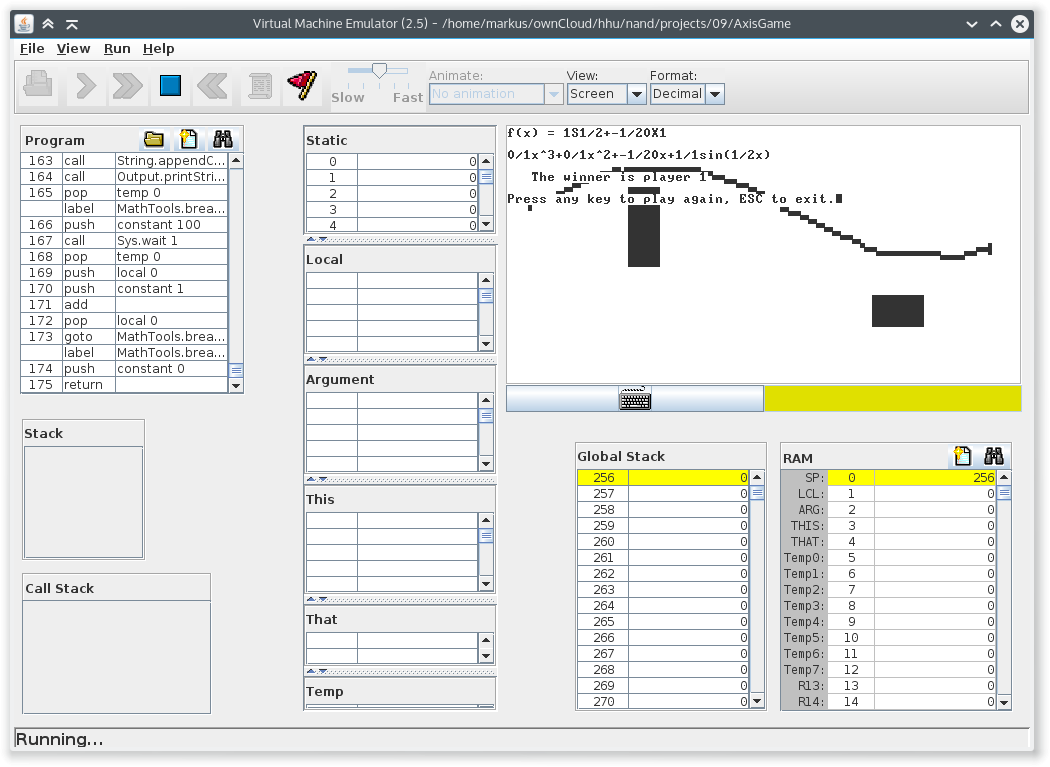 Virtual Machine Emulator (2.5) - /home/markus/ownCloud/hhu/nand/projects/09/AxisGame
File View Run Help
Slow Fast
Animate: View: Format:
No animation Screen Decimal
Program
163 call String.appendC...
164 call Output.printStri...
165 pop temp 0
label MathTools.brea...
166 push constant 100
167 call Sys.wait 1
168 pop temp 0
169 push local 0
170 push constant 1
171 add
172 pop local 0
173 goto MathTools.brea...
label MathTools.brea...
174 push constant 0
175 return
Stack
Call Stack
Static
0 0
1 0
2 0
3 0
4 0
Local
Argument
This
That
Temp
f(x) = 1S1/2+-1/20X1
0/1x^3+0/1x^2+-1/20x+1/1sin(1/2x)
The winner is player 1
Press any key to play again, ESC to exit.
Global Stack
256 0
257 0
258 0
259 0
260 0
261 0
262 0
263 0
264 0
265 0
266 0
267 0
268 0
269 0
270 0
RAM
SP: 0 256
LCL: 1 0
ARG: 2 0
THIS: 3 0
THAT: 4 0
Temp0: 5 0
Temp1: 6 0
Temp2: 7 0
Temp3: 8 0
Temp4: 9 0
Temp5: 10 0
Temp6: 11 0
Temp7: 12 0
R13: 13 0
R14: 14 0
Running...